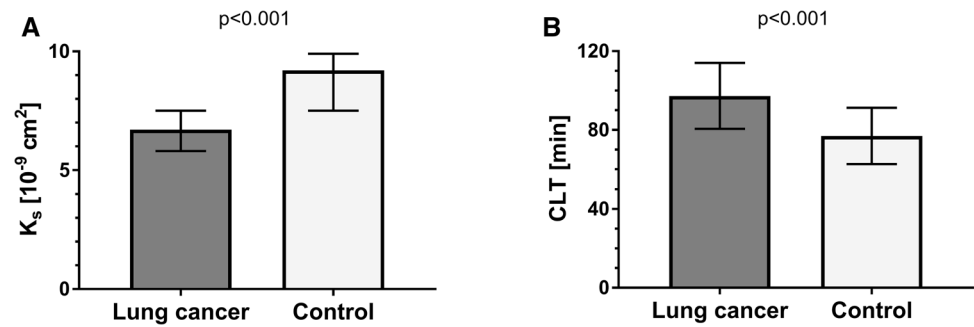 A
p<0.001
Kₛ [10⁻⁹ cm²]
10
5
0
Lung cancer
Control
B
p<0.001
CLT [min]
120
80
40
0
Lung cancer
Control